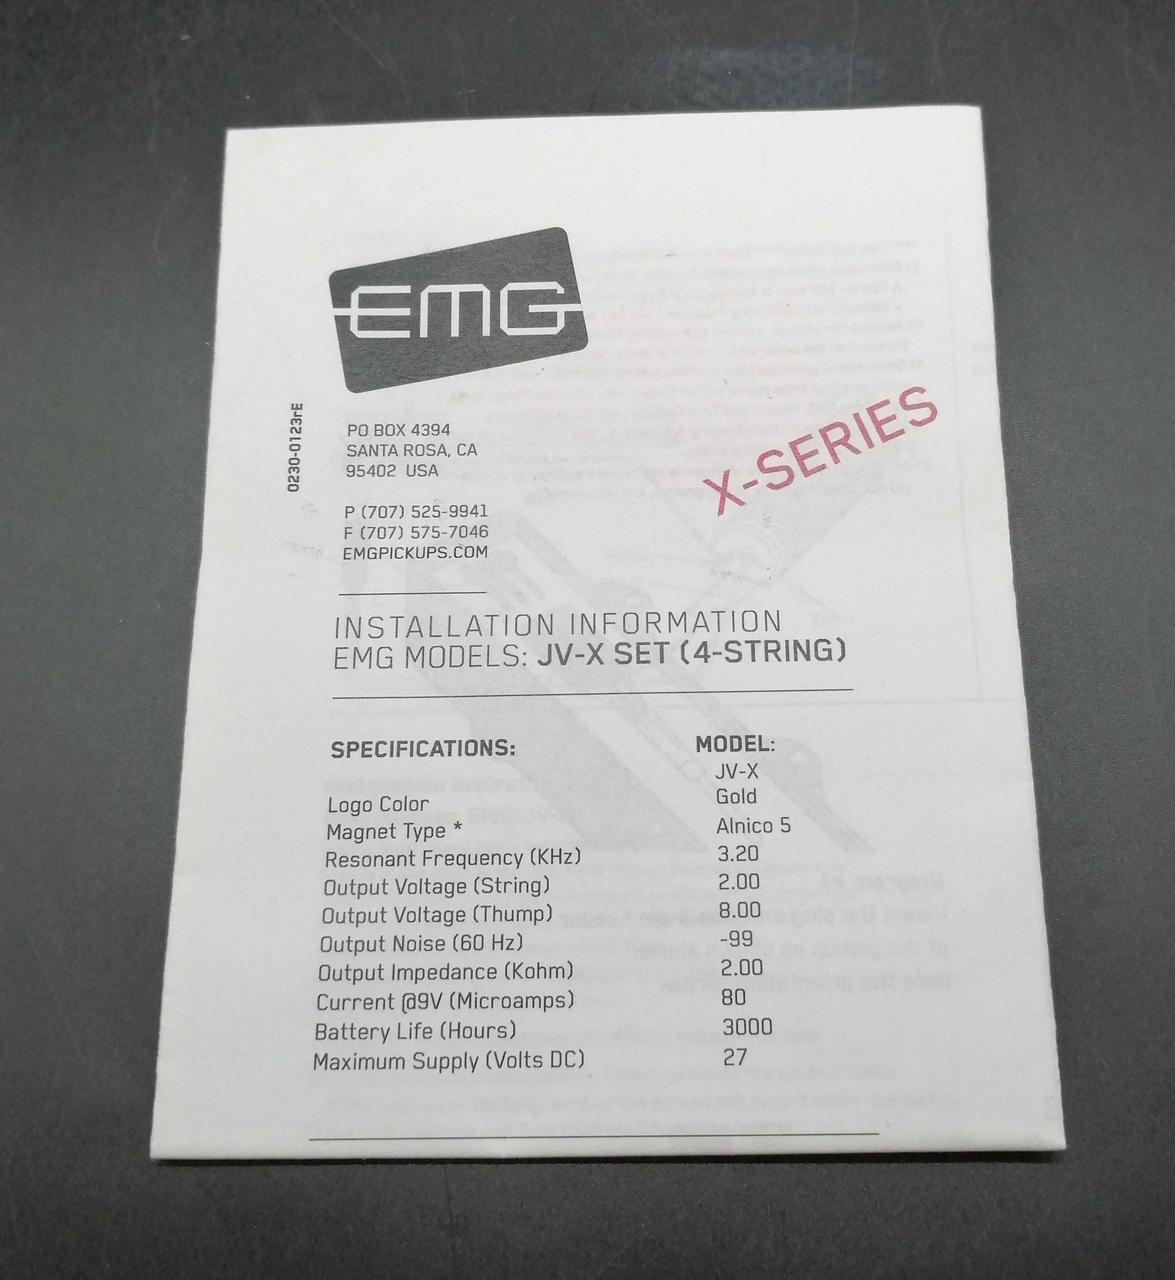 EMG
0230-0123rE
PO BOX 4394
SANTA ROSA, CA
95402 USA
P (707) 525-9941
F (707) 575-7046
EMGPICKUPS.COM
X-SERIES
INSTALLATION INFORMATION
EMG MODELS: JV-X SET (4-STRING)
SPECIFICATIONS: MODEL:
JV-X
Logo Color Gold
Magnet Type * Alnico 5
Resonant Frequency (KHz) 3.20
Output Voltage (String) 2.00
Output Voltage (Thump) 8.00
Output Noise (60 Hz) -99
Output Impedance (Kohm) 2.00
Current @9V (Microamps) 80
Battery Life (Hours) 3000
Maximum Supply (Volts DC) 27